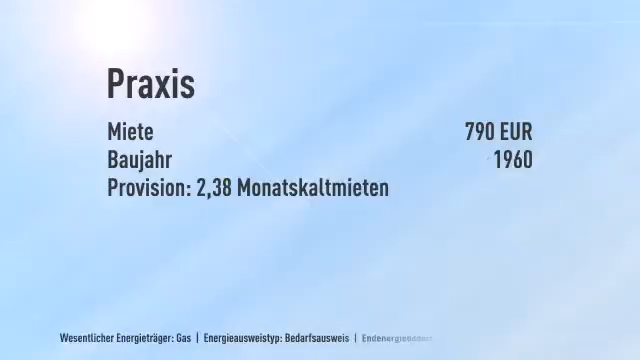 Praxis
Miete 790 EUR
Baujahr 1960
Provision: 2,38 Monatskaltmieten
Wesentlicher Energieträger: Gas | Energieausweistyp: Bedarfsausweis |